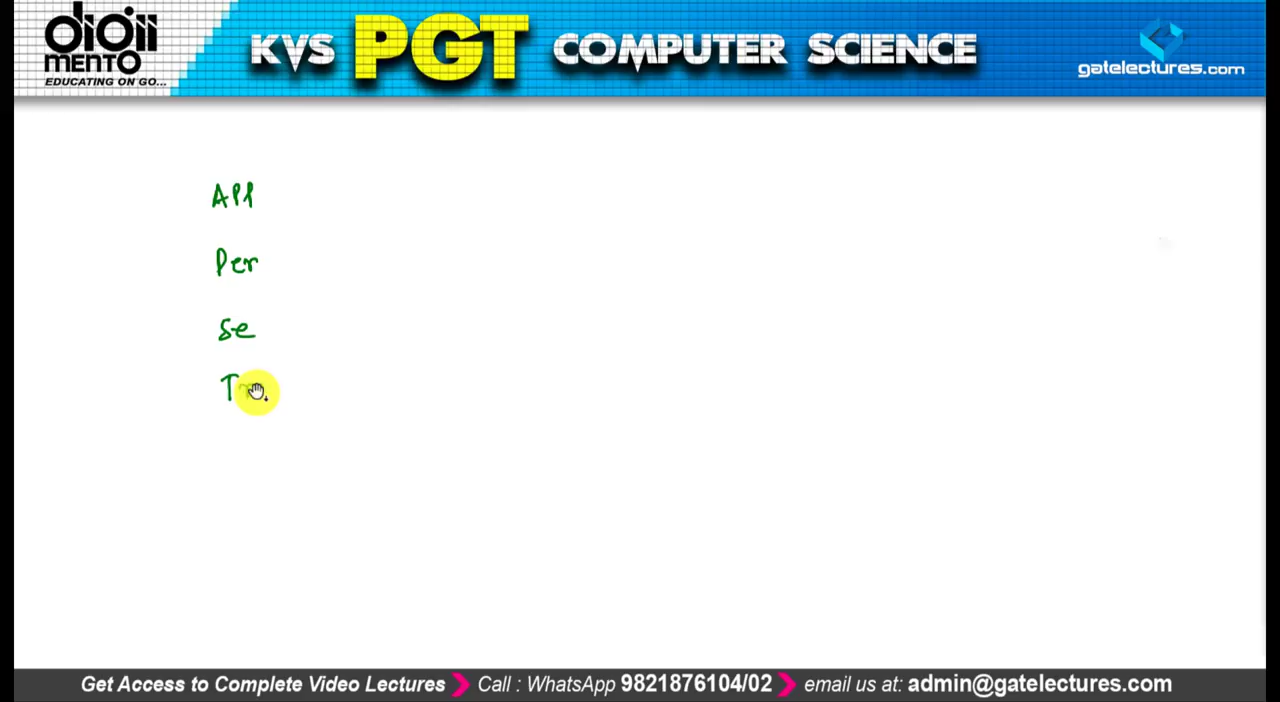 digii
mento
EDUCATING ON GO...
KVS PGT COMPUTER SCIENCE
gatelectures.com
APP
Per
Se
T
Get Access to Complete Video Lectures Call : WhatsApp 9821876104/02 email us at: admin@gatelectures.com